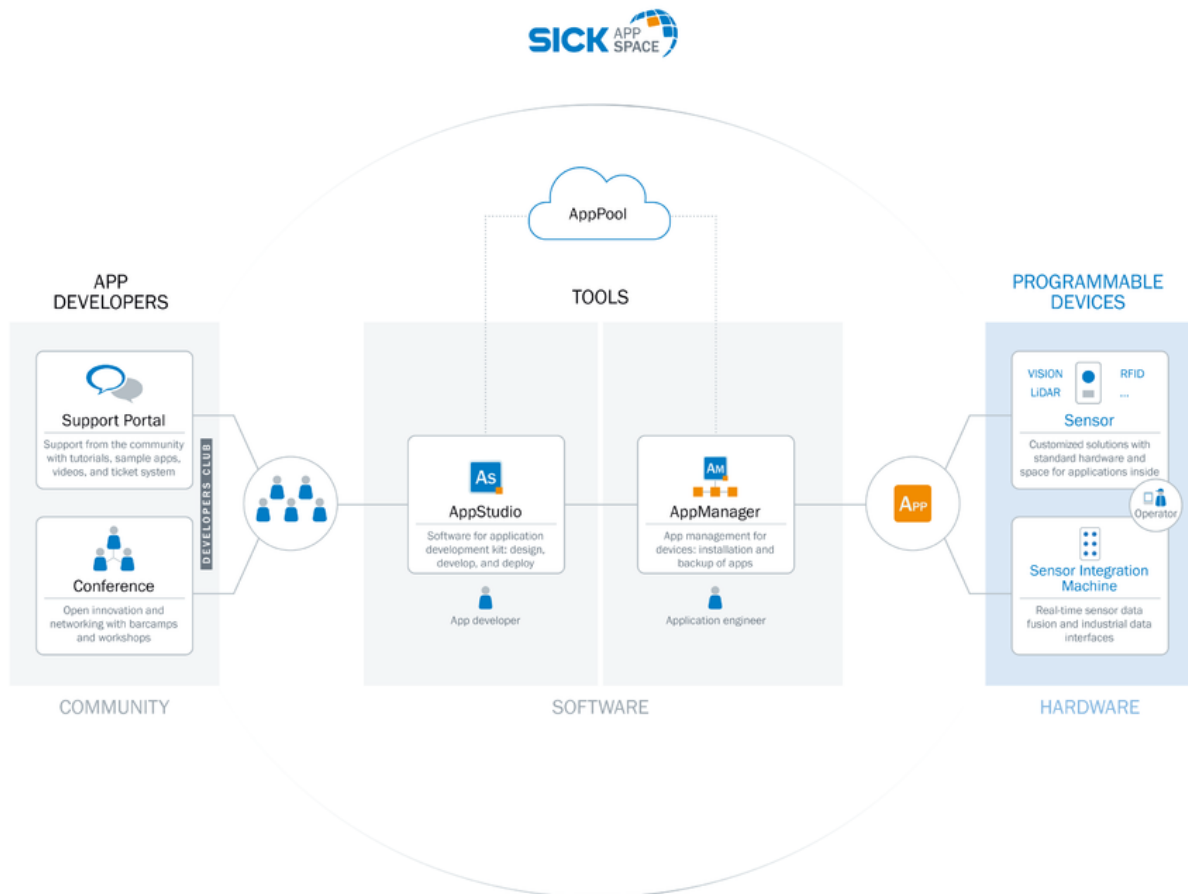 SICK APP
SPACE
AppPool
APP
DEVELOPERS
TOOLS
PROGRAMMABLE
DEVICES
Support Portal
Support from the community
with tutorials, sample apps,
videos, and ticket system
Conference
Open innovation and
networking with barcamps
and workshops
DEVELOPERS CLUB
As
AppStudio
Software for application
development kit: design,
develop, and deploy
App developer
AM
AppManager
App management for
devices: installation and
backup of apps
Application engineer
APP
VISION
RFID
LiDAR
...
Sensor
Customized solutions with
standard hardware and
space for applications inside
Operator
Sensor Integration
Machine
Real-time sensor data
fusion and industrial data
interfaces
COMMUNITY
SOFTWARE
HARDWARE